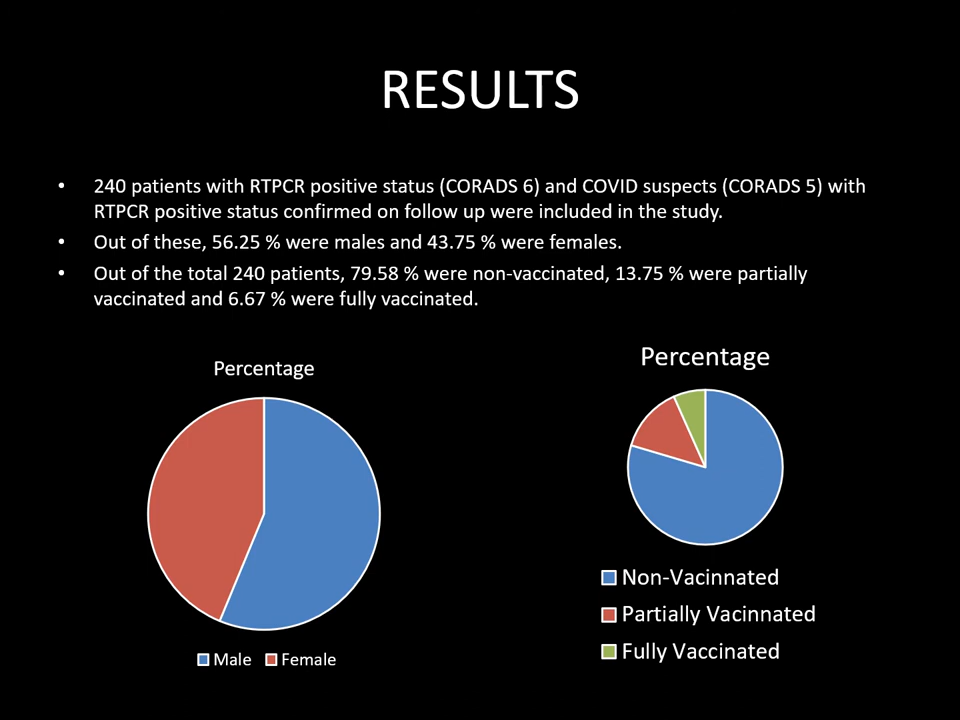 RESULTS
• 240 patients with RTPCR positive status (CORADS 6) and COVID suspects (CORADS 5) with
RTPCR positive status confirmed on follow up were included in the study.
• Out of these, 56.25 % were males and 43.75 % were females.
• Out of the total 240 patients, 79.58 % were non-vaccinated, 13.75 % were partially
vaccinated and 6.67 % were fully vaccinated.
Percentage
Male Female
Percentage
Non-Vacinnated
Partially Vacinnated
Fully Vaccinated